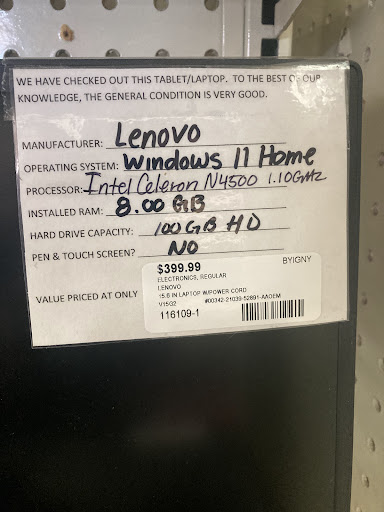 WE HAVE CHECKED OUT THIS TABLET/LAPTOP. TO THE BEST OF OUR
KNOWLEDGE, THE GENERAL CONDITION IS VERY GOOD.
MANUFACTURER: Lenovo
OPERATING SYSTEM: Windows 11 Home
PROCESSOR: Intel Celeron N4500 1.10GHz
INSTALLED RAM: 8.00 GB
HARD DRIVE CAPACITY: 100 GB HD
PEN & TOUCH SCREEN? NO
VALUE PRICED AT ONLY
$399.99 BYIGNY
ELECTRONICS, REGULAR
LENOVO
15.6 IN LAPTOP W/POWER CORD
V15G2 #00342-21039-52891-AAOEM
116109-1